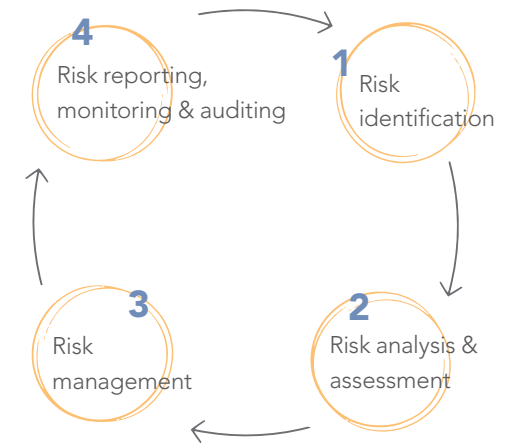 4
Risk reporting,
monitoring & auditing
1
Risk
identification
3
Risk
management
2
Risk analysis &
assessment